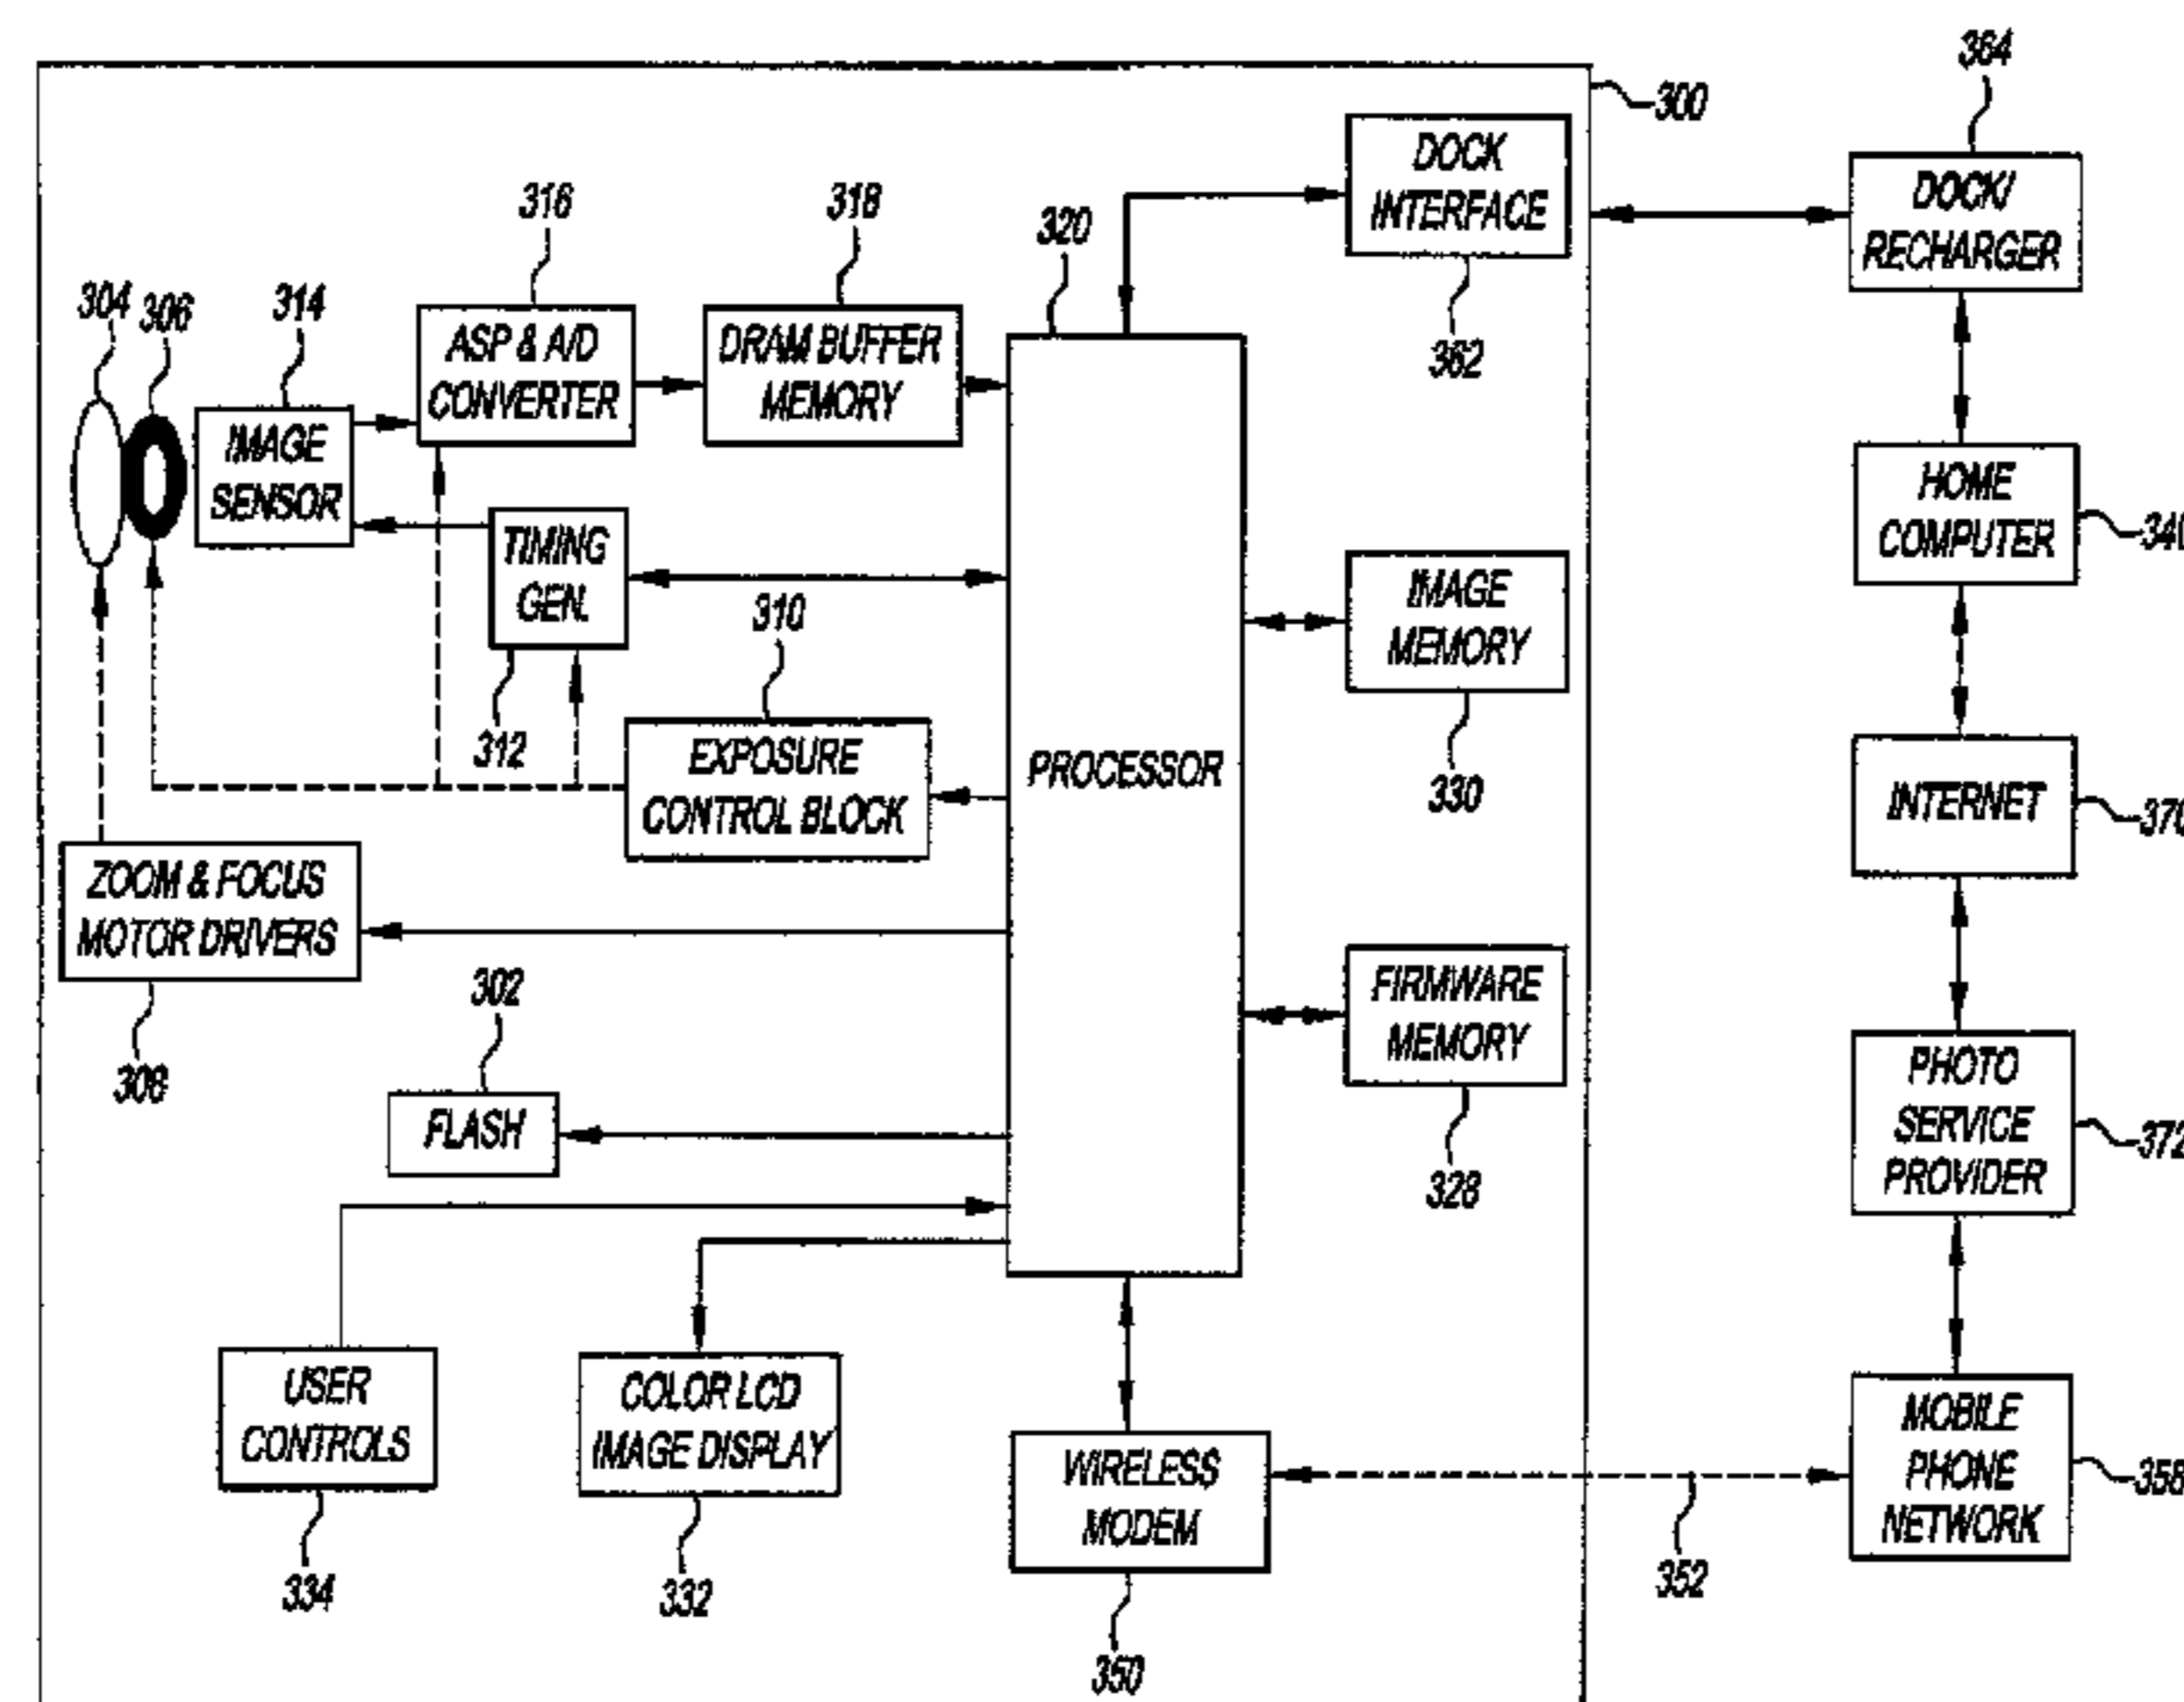 364
300
DOCK
INTERFACE
DOCK/
RECHARGER
316
318
320
362
304
306
314
ASP & A/D
CONVERTER
DRAM BUFFER
MEMORY
IMAGE
SENSOR
HOME
COMPUTER
TIMING
GEN.
310
IMAGE
MEMORY
312
330
EXPOSURE
CONTROL BLOCK
PROCESSOR
INTERNET
ZOOM & FOCUS
MOTOR DRIVERS
308
302
FIRMWARE
MEMORY
328
FLASH
PHOTO
SERVICE
PROVIDER
372
USER
CONTROLS
334
COLOR LCD
IMAGE DISPLAY
332
WIRELESS
MODEM
350
352
MOBILE
PHONE
NETWORK
358